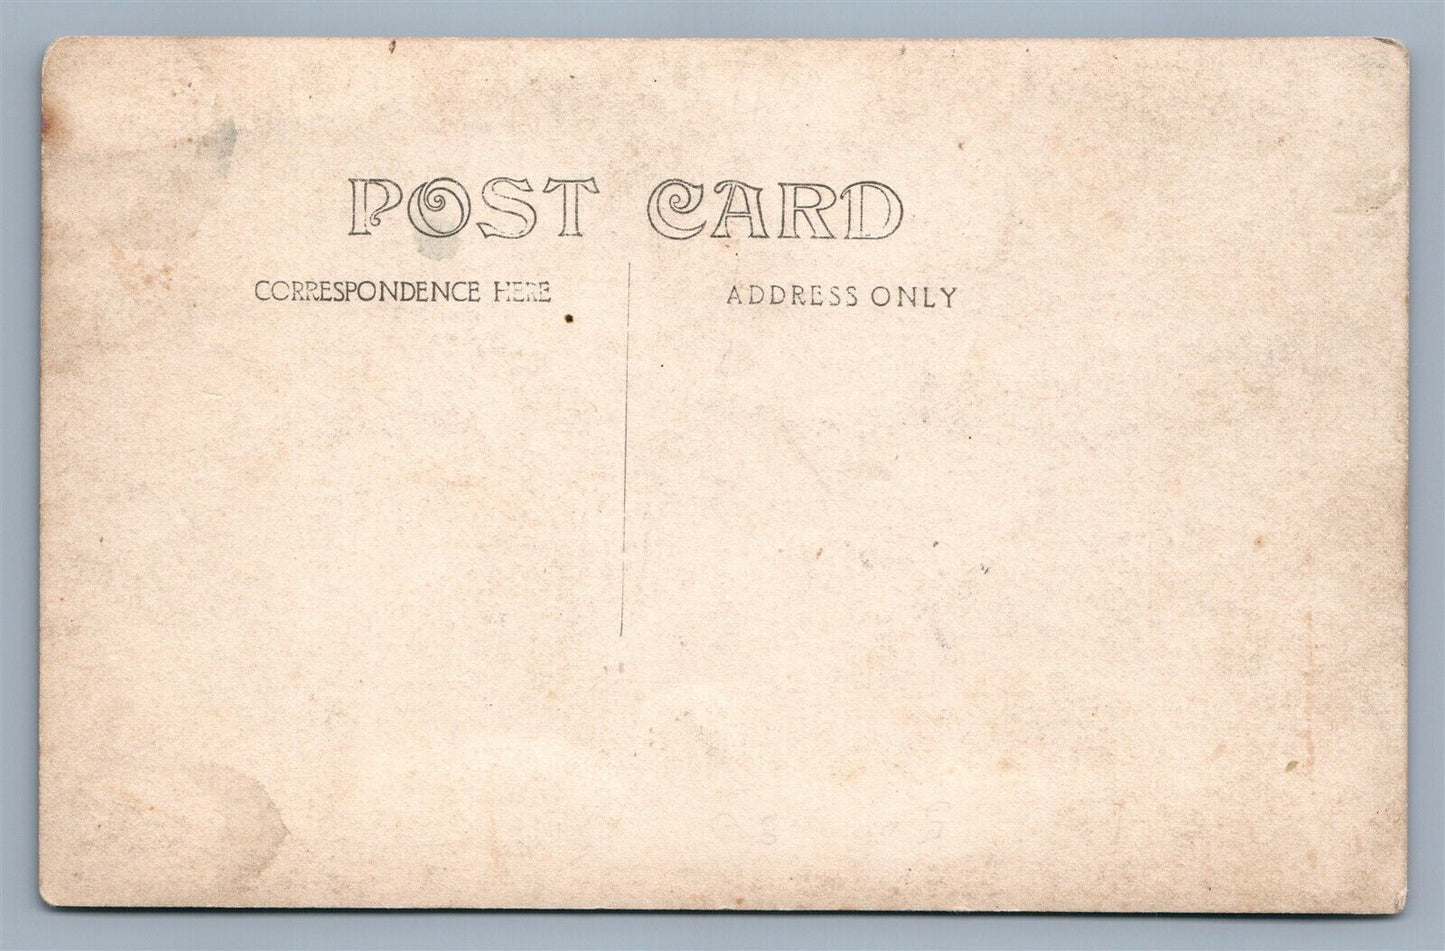 POST CARD
CORRESPONDENCE HERE
ADDRESS ONLY